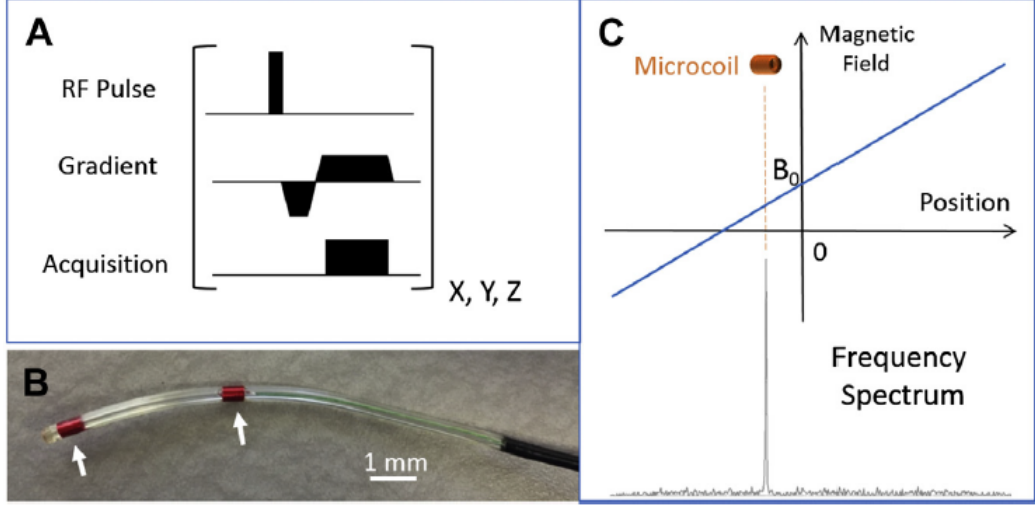 A
RF Pulse
Gradient
Acquisition
X, Y, Z
B
1 mm
C
Magnetic
Field
Microcoil
B₀
Position
0
Frequency
Spectrum